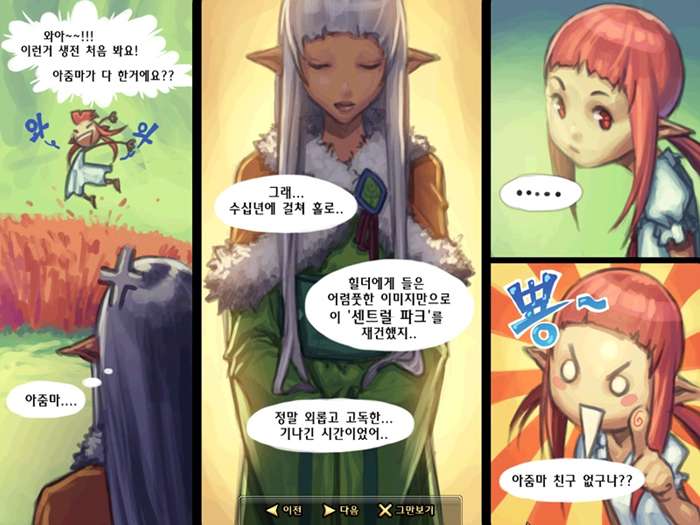 와아~~!!!
이런거 생전 처음 봐요!
아줌마가 다 한거에요??
와
와
아줌마....
그래...
수십년에 걸쳐 홀로..
힐더에게 들은
어렴풋한 이미지만으로
이 '센트럴 파크'를
재건했지..
정말 외롭고 고독한...
기나긴 시간이었어..
......
뿅~
아줌마 친구 없구나??
이전 다음 그만보기